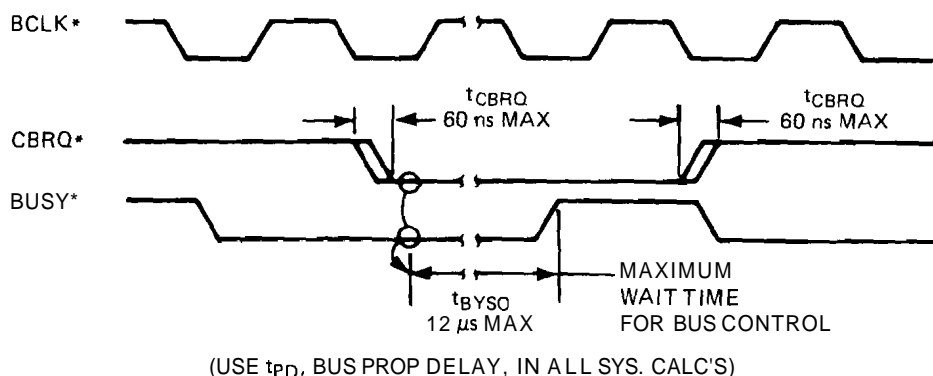 BCLK*
tCBRQ
60 ns MAX
tCBRQ
60 ns MAX
CBRQ*
BUSY*
tBYSO
12 μs MAX
MAXIMUM
WAIT TIME
FOR BUS CONTROL
(USE tPD, BUS PROP DELAY, IN ALL SYS. CALC'S)